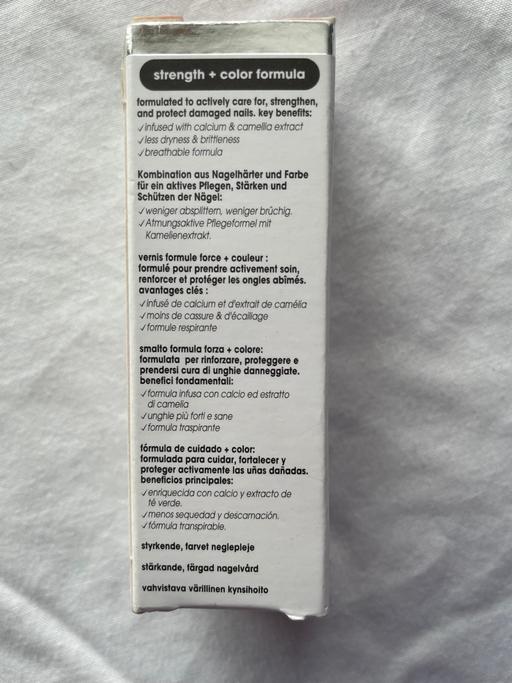 strength + color formula
formulated to actively care for, strengthen,
and protect damaged nails. key benefits:
✓infused with calcium & camellia extract
✓less dryness & brittleness
✓breathable formula
Kombination aus Nagelhärter und Farbe
für ein aktives Pflegen, Stärken und
Schützen der Nägel:
✓weniger absplittern, weniger brüchig.
✓Atmungsaktive Pflegeformel mit
Kamelienextrakt.
vernis formule force + couleur :
formulé pour prendre activement soin,
renforcer et protéger les ongles abîmés.
avantages clés :
✓infusé de calcium et d'extrait de camélia
✓moins de cassure & d'écaillage
✓formule respirante
smalto formula forza + colore:
formulata per rinforzare, proteggere e
prendersi cura di unghie danneggiate.
benefici fondamentali:
✓formula infusa con calcio ed estratto
di camelia
✓unghie più forti e sane
✓formula traspirante
fórmula de cuidado + color:
formulada para cuidar, fortalecer y
proteger activamente las uñas dañadas.
beneficios principales:
✓enriquecida con calcio y extracto de
té verde.
✓menos sequedad y descamación.
✓fórmula transpirable.
styrkende, farvet neglepleje
stärkande, färgad nagelvård
vahvistava värillinen kynsihoito